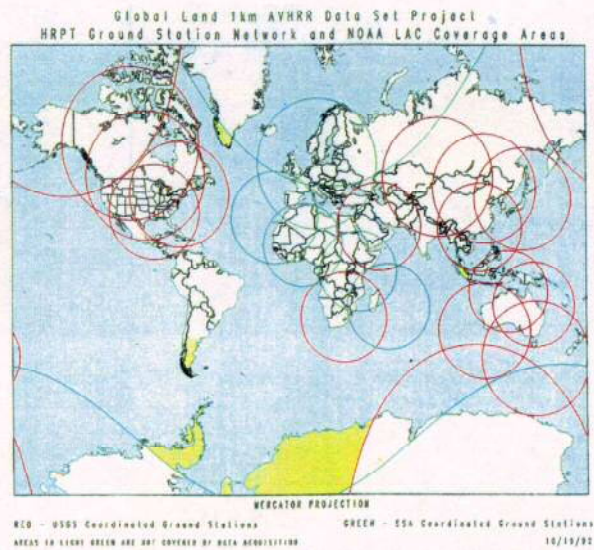 Global Land 1km AVHRR Data Set Project
HRPT Ground Station Network and NOAA LAC Coverage Areas
MERCATOR PROJECTION
RED - USGS Coordinated Ground Stations GREEN - ESA Coordinated Ground Stations
AREAS IN LIGHT GREEN ARE NOT COVERED BY DATA ACQUISITION 10/19/92